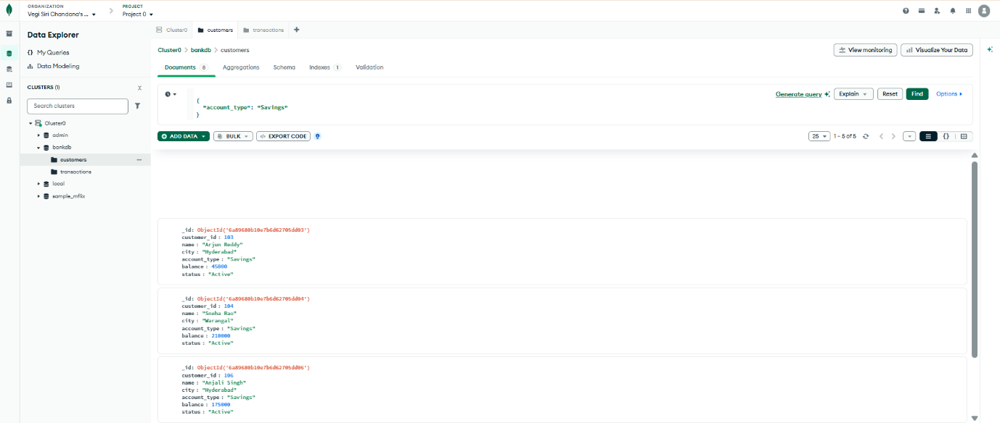 ORGANIZATION
Vegi Siri Chandana's ...
PROJECT
Project 0
Data Explorer
My Queries
Data Modeling
CLUSTERS (1)
Search clusters
Cluster0
admin
bankdb
customers
transactions
local
sample_mflix
Cluster0
customers
transactions
Cluster0 > bankdb > customers
View monitoring
Visualize Your Data
Documents 8
Aggregations
Schema
Indexes 1
Validation
{
"account_type": "Savings"
}
Generate query
Explain
Reset
Find
Options
ADD DATA
BULK
EXPORT CODE
25
1 – 5 of 5
_id: ObjectId('6a89680b10e7b6d62705dd03')
customer_id : 103
name : "Arjun Reddy"
city : "Hyderabad"
account_type : "Savings"
balance : 45000
status : "Active"
_id: ObjectId('6a89680b10e7b6d62705dd04')
customer_id : 104
name : "Sneha Rao"
city : "Warangal"
account_type : "Savings"
balance : 210000
status : "Active"
_id: ObjectId('6a89680b10e7b6d62705dd06')
customer_id : 106
name : "Anjali Singh"
city : "Hyderabad"
account_type : "Savings"
balance : 175000
status : "Active"